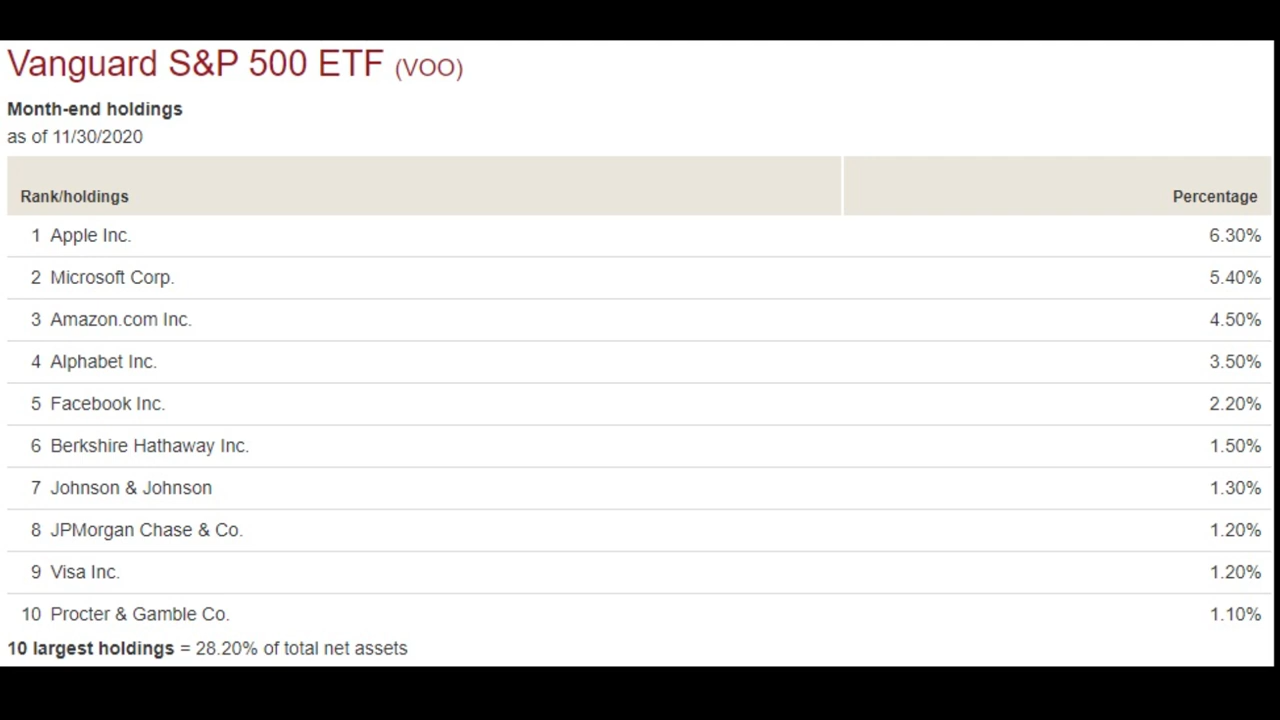 Vanguard S&P 500 ETF (VOO)
Month-end holdings
as of 11/30/2020
Rank/holdings Percentage
1 Apple Inc. 6.30%
2 Microsoft Corp. 5.40%
3 Amazon.com Inc. 4.50%
4 Alphabet Inc. 3.50%
5 Facebook Inc. 2.20%
6 Berkshire Hathaway Inc. 1.50%
7 Johnson & Johnson 1.30%
8 JPMorgan Chase & Co. 1.20%
9 Visa Inc. 1.20%
10 Procter & Gamble Co. 1.10%
10 largest holdings = 28.20% of total net assets